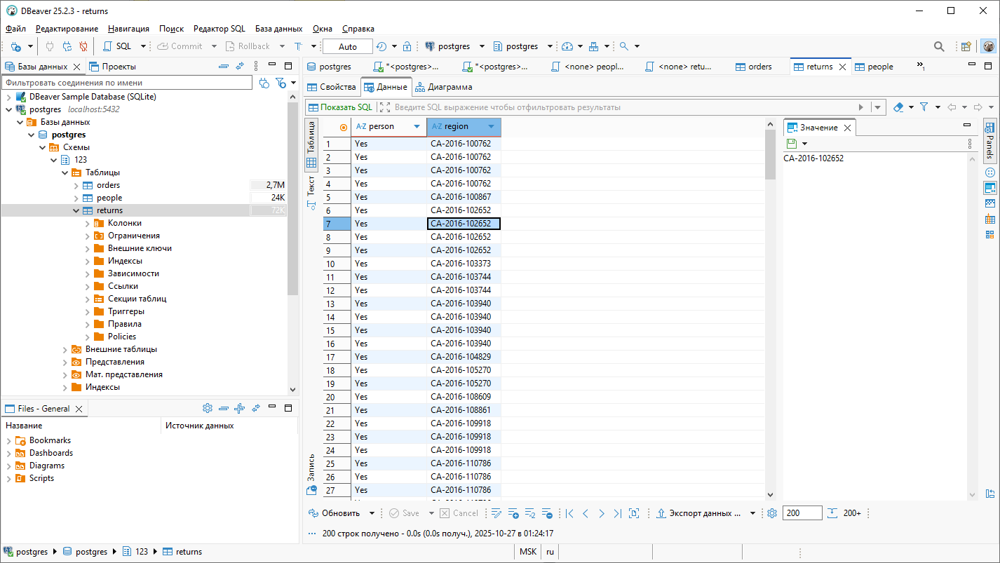 DBeaver 25.2.3 - returns
Файл Редактирование Навигация Поиск Редактор SQL База данных Окна Справка
SQL Commit Rollback T Auto postgres postgres
Базы данных Проекты
Фильтровать соединения по имени
DBeaver Sample Database (SQLite)
postgres localhost:5432
Базы данных
postgres
Схемы
123
Таблицы
orders 2,7M
people 24K
returns 72K
Колонки
Ограничения
Внешние ключи
Индексы
Зависимости
Ссылки
Секции таблиц
Триггеры
Правила
Policies
Внешние таблицы
Представления
Мат. представления
Индексы
Files - General
Название Источник данных
Bookmarks
Dashboards
Diagrams
Scripts
postgres *<postgres>... *<postgres>... <none> peopl... <none> retu... orders returns people »1
Свойства Данные Диаграмма
Показать SQL Введите SQL выражение чтобы отфильтровать результаты
Таблица
Текст
Запись
A-Z person A-Z region
1 Yes CA-2016-100762
2 Yes CA-2016-100762
3 Yes CA-2016-100762
4 Yes CA-2016-100762
5 Yes CA-2016-100867
6 Yes CA-2016-102652
7 Yes CA-2016-102652
8 Yes CA-2016-102652
9 Yes CA-2016-102652
10 Yes CA-2016-103373
11 Yes CA-2016-103744
12 Yes CA-2016-103744
13 Yes CA-2016-103940
14 Yes CA-2016-103940
15 Yes CA-2016-103940
16 Yes CA-2016-103940
17 Yes CA-2016-104829
18 Yes CA-2016-105270
19 Yes CA-2016-105270
20 Yes CA-2016-108609
21 Yes CA-2016-108861
22 Yes CA-2016-109918
23 Yes CA-2016-109918
24 Yes CA-2016-109918
25 Yes CA-2016-110786
26 Yes CA-2016-110786
27 Yes CA-2016-110786
Значение
CA-2016-102652
Panels
Обновить Save Cancel Экспорт данных ... 200 200+
200 строк получено - 0.0s (0.0s получ.), 2025-10-27 в 01:24:17
postgres postgres 123 returns MSK ru